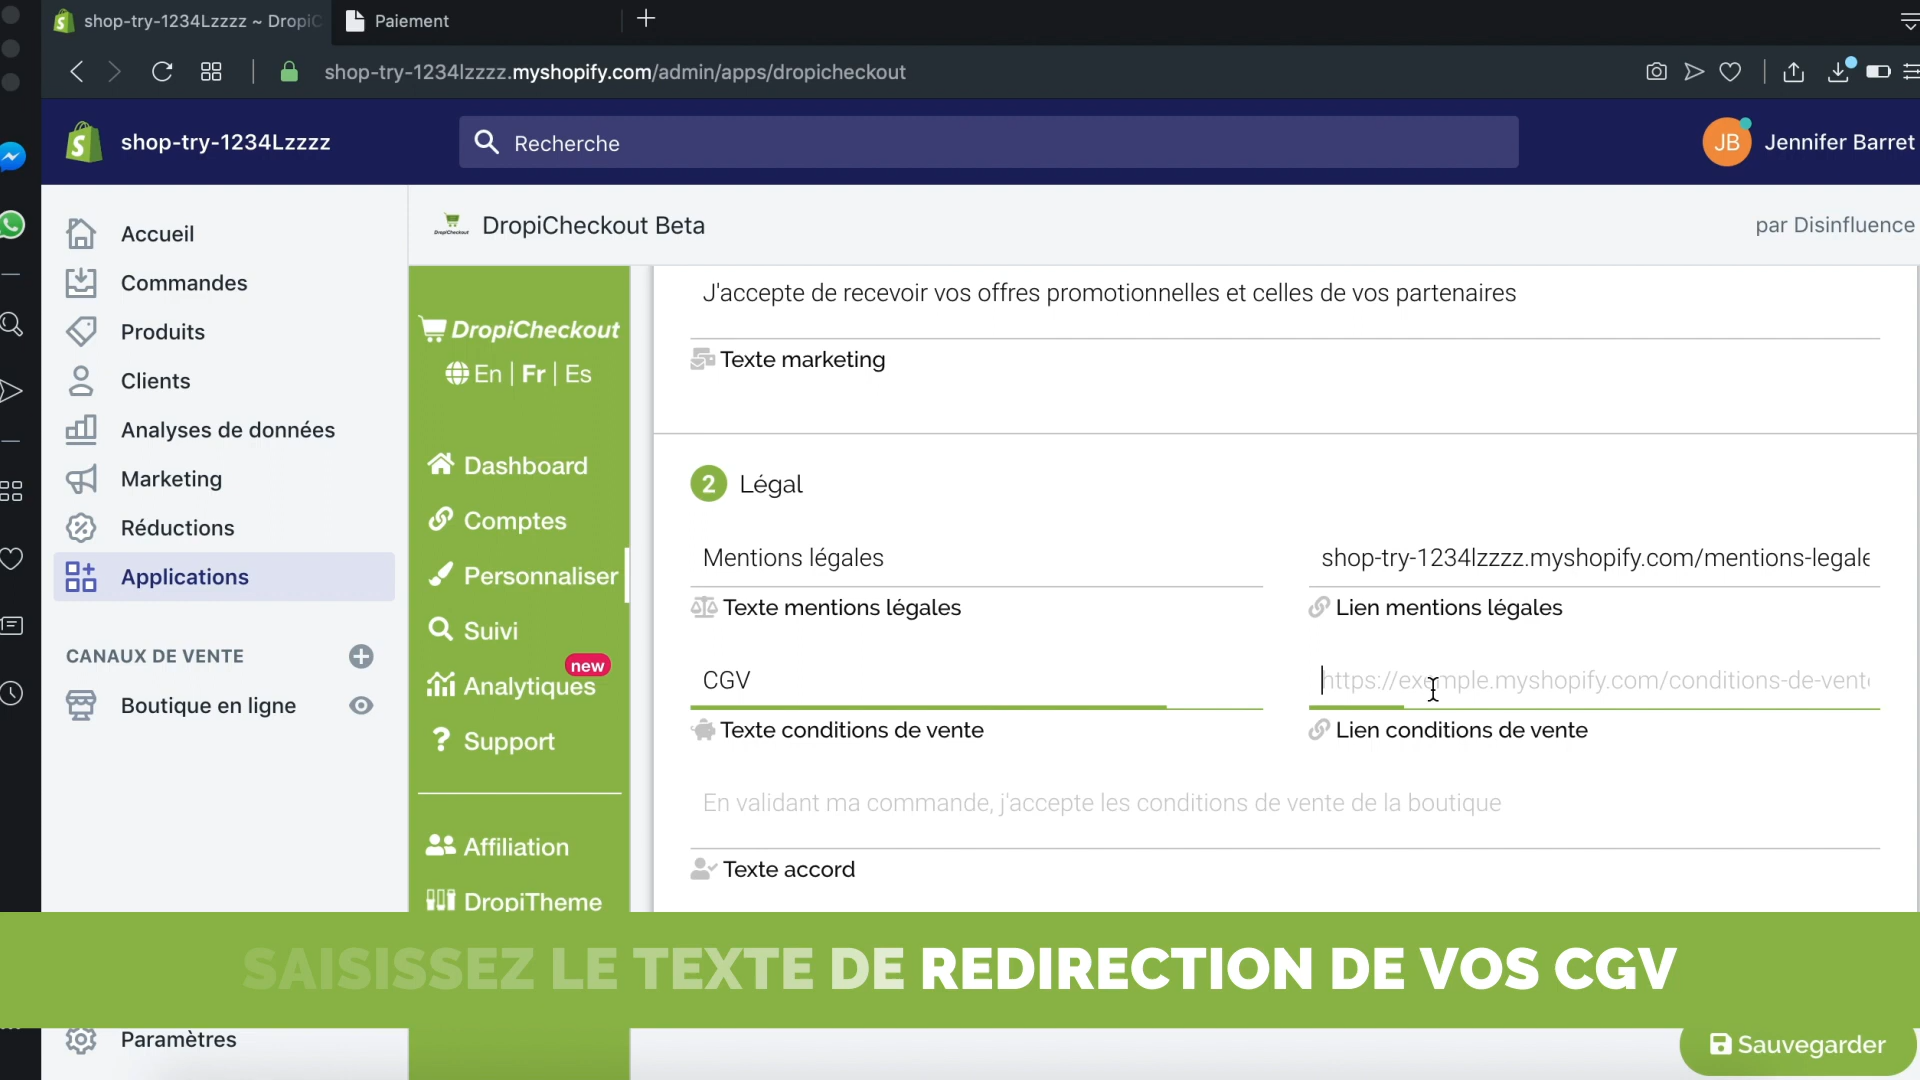 shop-try-1234Lzzzz ~ DropiC
Paiement
shop-try-1234lzzzz.myshopify.com/admin/apps/dropicheckout
shop-try-1234Lzzzz
Recherche
JB
Jennifer Barret
Accueil
Commandes
Produits
Clients
Analyses de données
Marketing
Réductions
Applications
CANAUX DE VENTE
Boutique en ligne
Paramètres
DropiCheckout
DropiCheckout Beta
par Disinfluence
DropiCheckout
En | Fr | Es
Dashboard
Comptes
Personnaliser
Suivi
new
Analytiques
Support
Affiliation
DropiTheme
J'accepte de recevoir vos offres promotionnelles et celles de vos partenaires
Texte marketing
2 Légal
Mentions légales
shop-try-1234lzzzz.myshopify.com/mentions-legale
Texte mentions légales
Lien mentions légales
CGV
https://exemple.myshopify.com/conditions-de-vente
Texte conditions de vente
Lien conditions de vente
En validant ma commande, j'accepte les conditions de vente de la boutique
Texte accord
SAISISSEZ LE TEXTE DE REDIRECTION DE VOS CGV
Sauvegarder